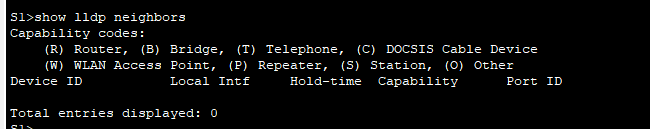 S1>show lldp neighbors
Capability codes:
    (R) Router, (B) Bridge, (T) Telephone, (C) DOCSIS Cable Device
    (W) WLAN Access Point, (P) Repeater, (S) Station, (O) Other
Device ID           Local Intf     Hold-time  Capability      Port ID

Total entries displayed: 0
S1>